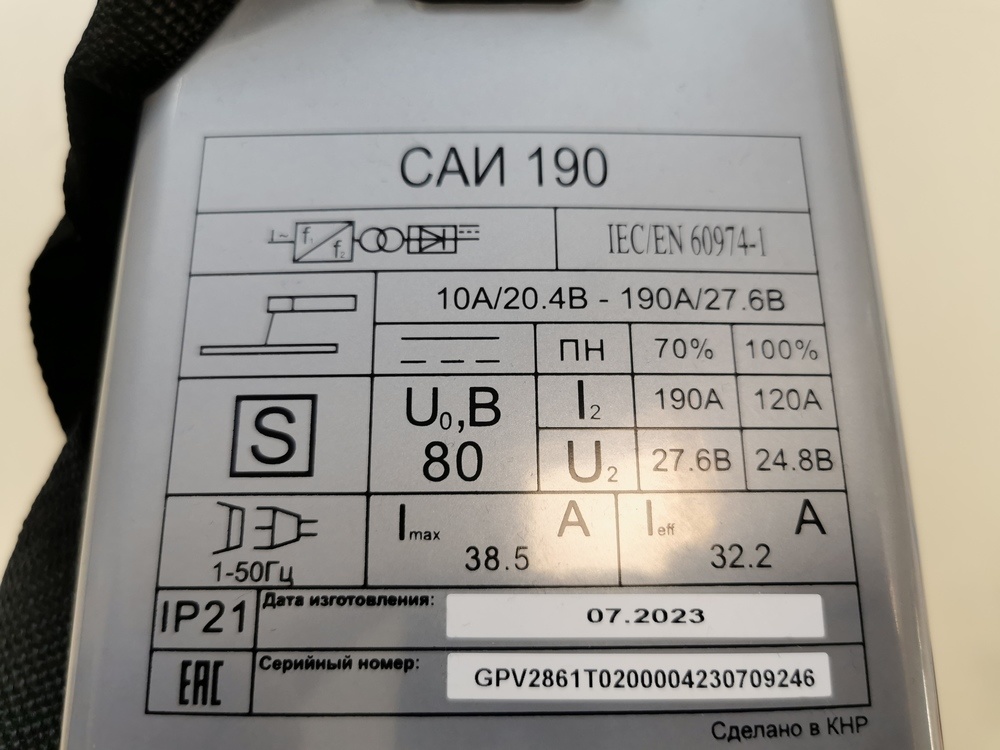 САИ 190
1~ f1 f2 IEC/EN 60974-1
10А/20.4В - 190А/27.6В
ПН 70% 100%
S U0,В I2 190А 120А
80 U2 27.6В 24.8В
Imax А Ieff А
38.5 32.2
1-50Гц
IP21 Дата изготовления: 07.2023
EAC Серийный номер: GPV2861T0200004230709246
Сделано в КНР